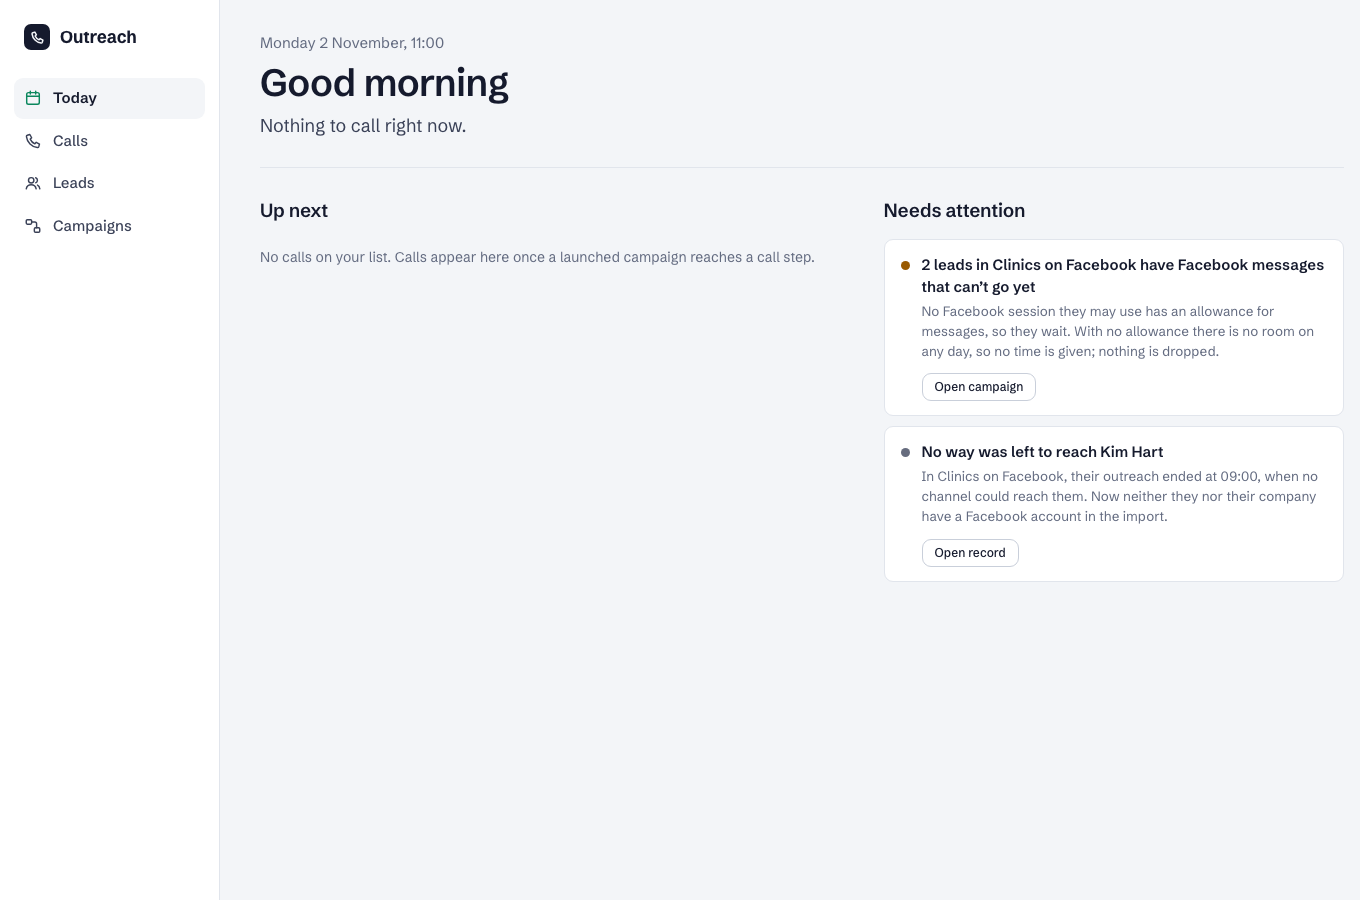 Outreach
Today
Calls
Leads
Campaigns
Monday 2 November, 11:00
Good morning
Nothing to call right now.
Up next
No calls on your list. Calls appear here once a launched campaign reaches a call step.
Needs attention
2 leads in Clinics on Facebook have Facebook messages
that can’t go yet
No Facebook session they may use has an allowance for
messages, so they wait. With no allowance there is no room on
any day, so no time is given; nothing is dropped.
Open campaign
No way was left to reach Kim Hart
In Clinics on Facebook, their outreach ended at 09:00, when no
channel could reach them. Now neither they nor their company
have a Facebook account in the import.
Open record